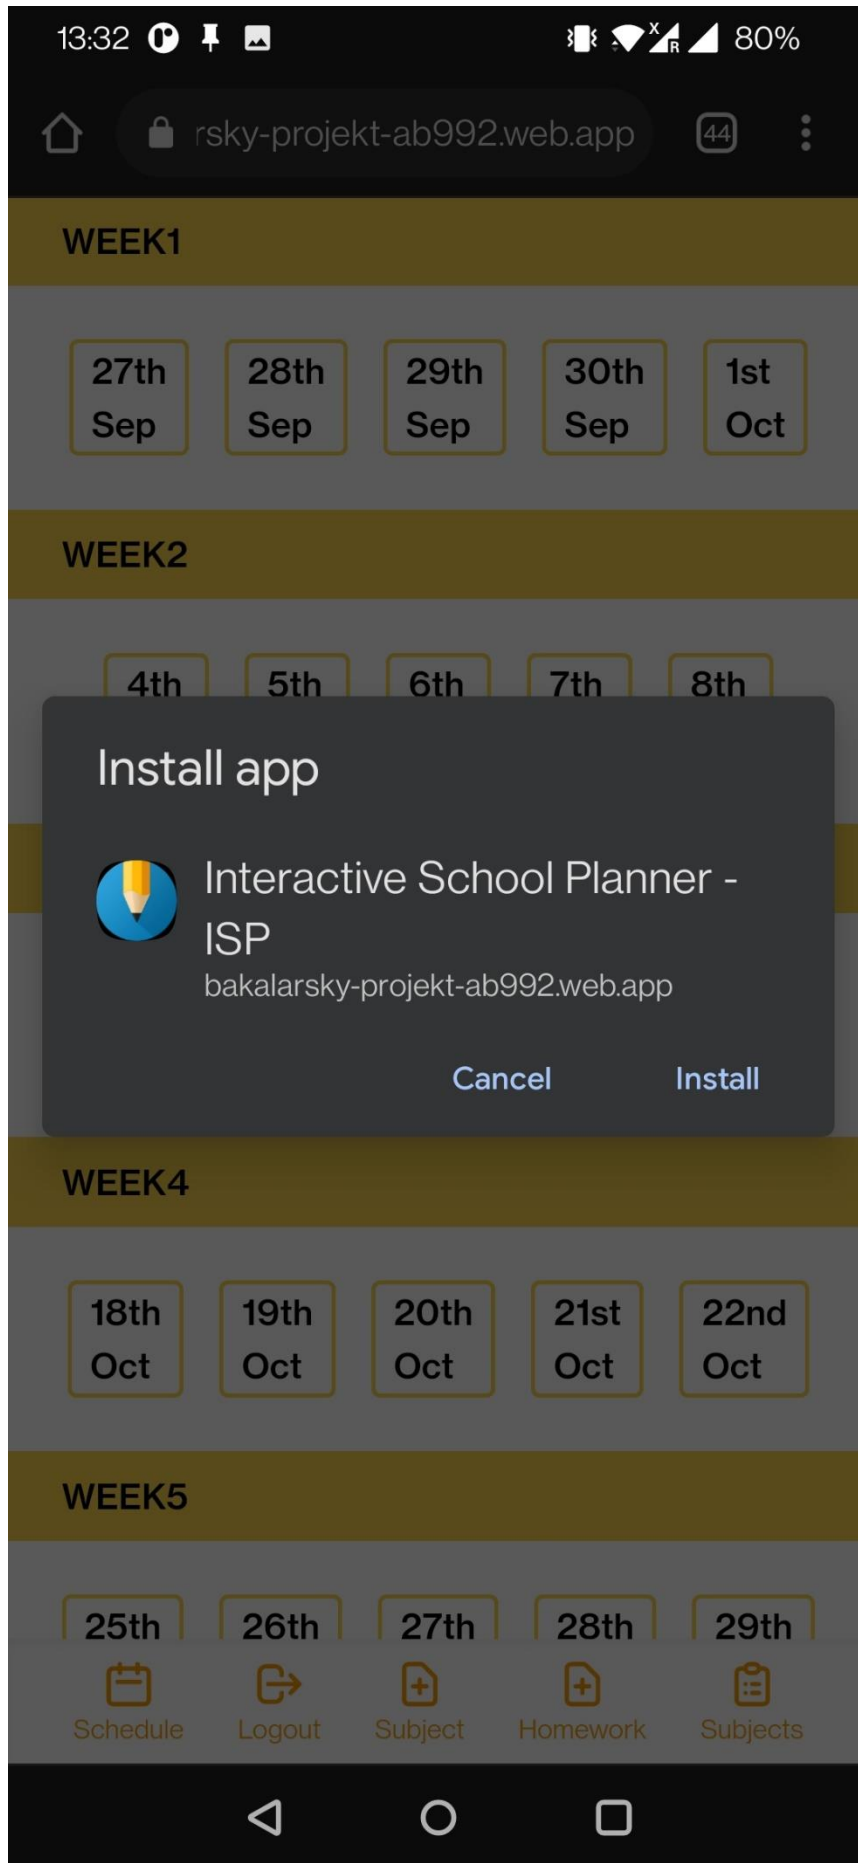 13:32 80%
rsky-projekt-ab992.web.app 44
WEEK1
27th 28th 29th 30th 1st
Sep Sep Sep Sep Oct
WEEK2
4th 5th 6th 7th 8th
Install app
Interactive School Planner -
ISP
bakalarsky-projekt-ab992.web.app
Cancel Install
WEEK4
18th 19th 20th 21st 22nd
Oct Oct Oct Oct Oct
WEEK5
25th 26th 27th 28th 29th
Schedule Logout Subject Homework Subjects